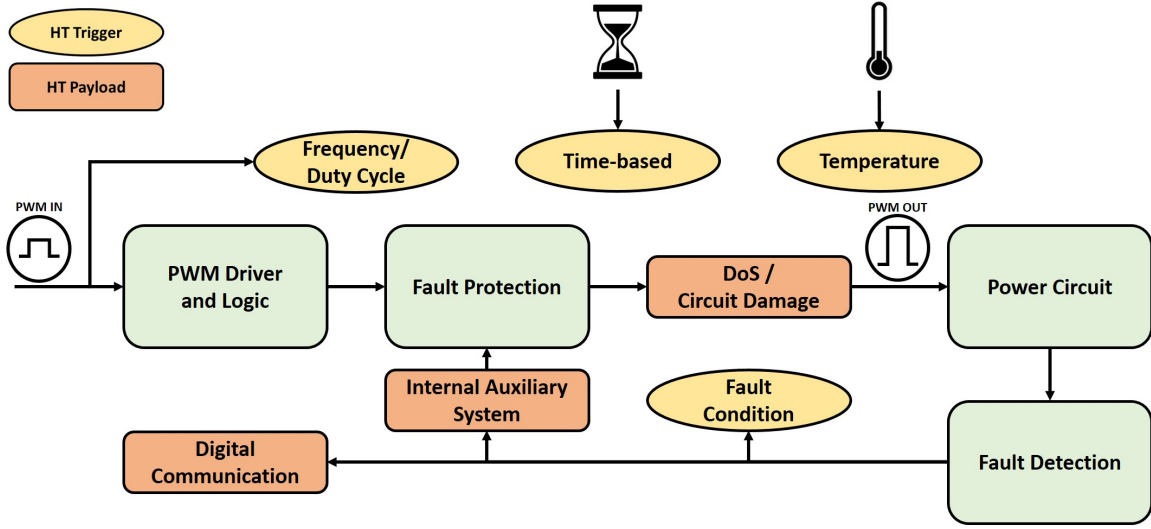 HT Trigger
HT Payload
Frequency/
Duty Cycle
Time-based
Temperature
PWM IN
PWM OUT
PWM Driver
and Logic
Fault Protection
DoS /
Circuit Damage
Power Circuit
Internal Auxiliary
System
Fault
Condition
Digital
Communication
Fault Detection